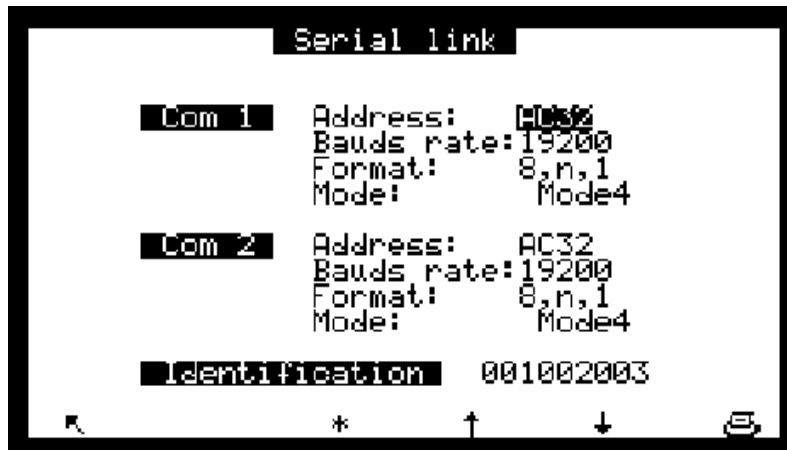 Serial link
Com 1 Address: AC32
Bauds rate:19200
Format: 8,n,1
Mode: Mode4
Com 2 Address: AC32
Bauds rate:19200
Format: 8,n,1
Mode: Mode4
Identification 001002003
* ↑ ↓